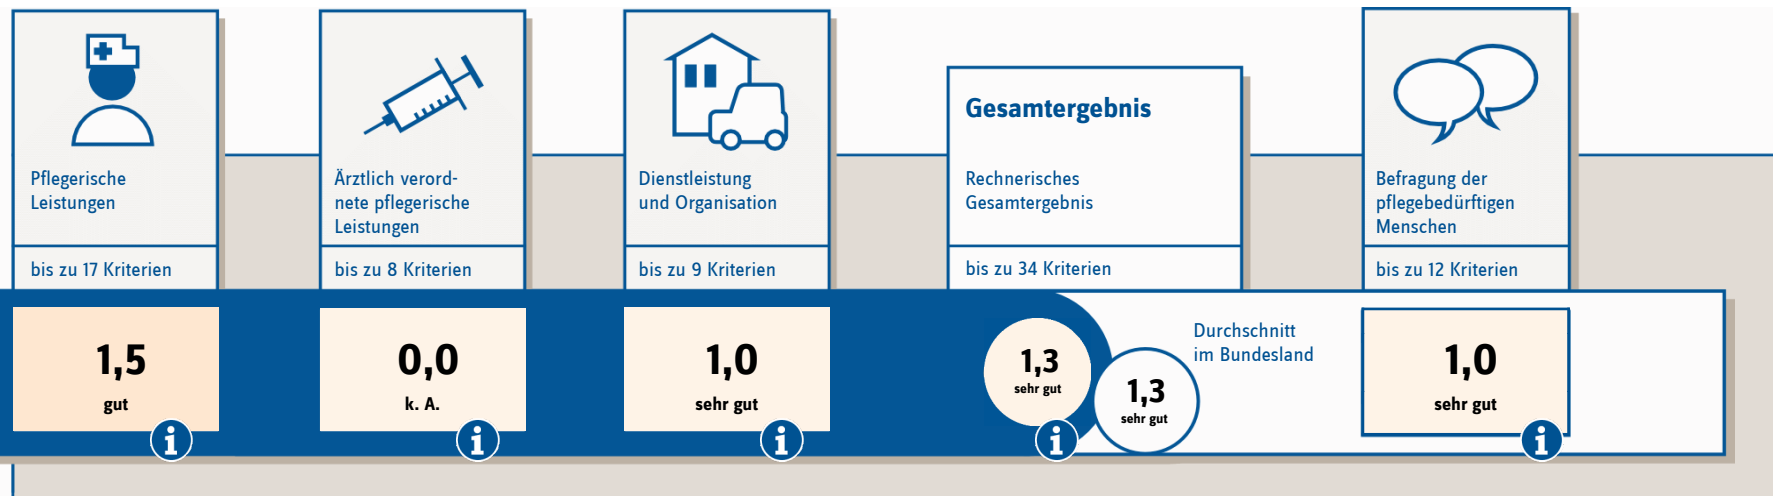 Pflegerische
Leistungen
bis zu 17 Kriterien
1,5
gut
Ärztlich verord-
nete pflegerische
Leistungen
bis zu 8 Kriterien
0,0
k. A.
Dienstleistung
und Organisation
bis zu 9 Kriterien
1,0
sehr gut
Gesamtergebnis
Rechnerisches
Gesamtergebnis
bis zu 34 Kriterien
1,3
sehr gut
Durchschnitt
im Bundesland
1,3
sehr gut
Befragung der
pflegebedürftigen
Menschen
bis zu 12 Kriterien
1,0
sehr gut